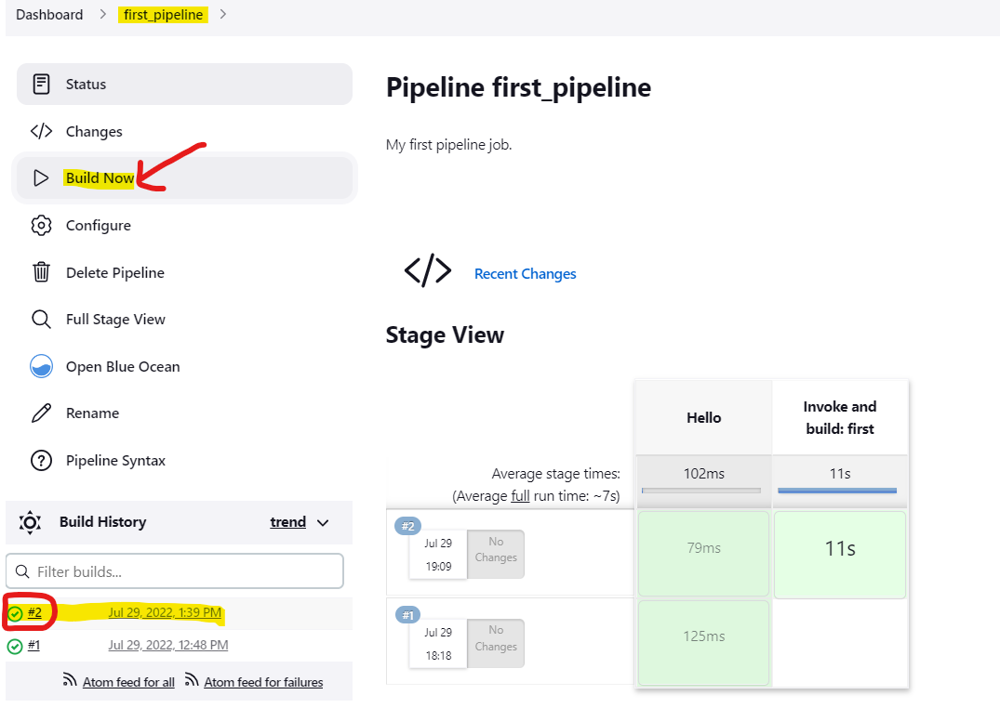 Dashboard > first_pipeline >
Status
Changes
Build Now
Configure
Delete Pipeline
Full Stage View
Open Blue Ocean
Rename
Pipeline Syntax
Build History trend
Filter builds...
#2 Jul 29, 2022, 1:39 PM
#1 Jul 29, 2022, 12:48 PM
Atom feed for all Atom feed for failures
Pipeline first_pipeline
My first pipeline job.
</> Recent Changes
Stage View
Hello
Invoke and
build: first
Average stage times:
(Average full run time: ~7s)
102ms
11s
#2
Jul 29
19:09
No
Changes
79ms
11s
#1
Jul 29
18:18
No
Changes
125ms